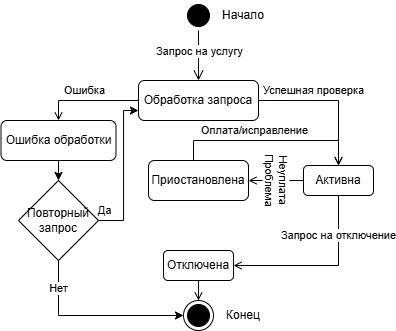 Начало
Запрос на услугу
Ошибка
Успешная проверка
Обработка запроса
Оплата/исправление
Ошибка обработки
Неуплата
Проблема
Приостановлена
Активна
Повторный
запрос
Да
Запрос на отключение
Отключена
Нет
Конец